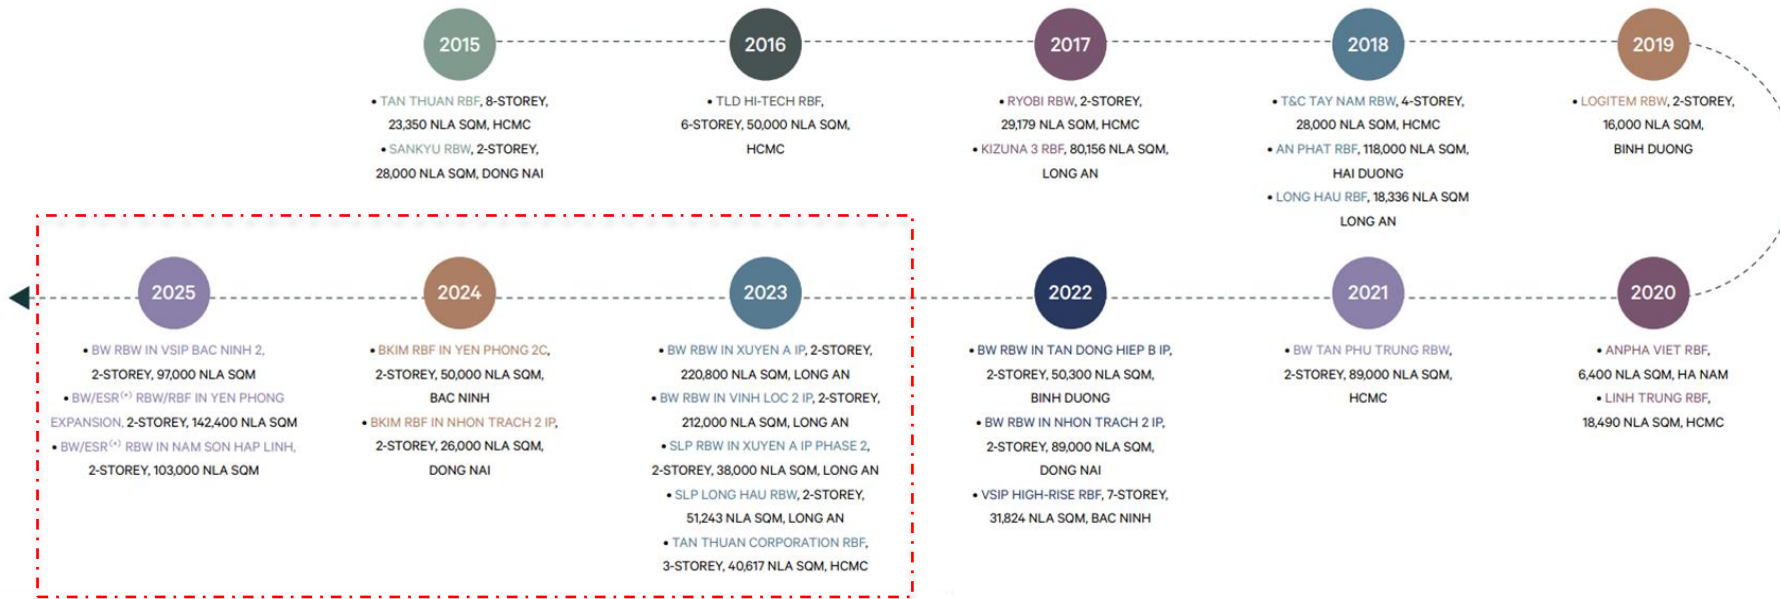 2015
• TAN THUAN RBF, 8-STOREY,
23,350 NLA SQM, HCMC
• SANKYU RBW, 2-STOREY,
28,000 NLA SQM, DONG NAI
2016
• TLD HI-TECH RBF,
6-STOREY, 50,000 NLA SQM,
HCMC
2017
• RYOBI RBW, 2-STOREY,
29,179 NLA SQM, HCMC
• KIZUNA 3 RBF, 80,156 NLA SQM,
LONG AN
2018
• T&C TAY NAM RBW, 4-STOREY,
28,000 NLA SQM, HCMC
• AN PHAT RBF, 118,000 NLA SQM,
HAI DUONG
• LONG HAU RBF, 18,336 NLA SQM
LONG AN
2019
• LOGITEM RBW, 2-STOREY,
16,000 NLA SQM,
BINH DUONG
2020
• ANPHA VIET RBF,
6,400 NLA SQM, HA NAM
• LINH TRUNG RBF,
18,490 NLA SQM, HCMC
2021
• BW TAN PHU TRUNG RBW,
2-STOREY, 89,000 NLA SQM,
HCMC
2022
• BW RBW IN TAN DONG HIEP B IP,
2-STOREY, 50,300 NLA SQM,
BINH DUONG
• BW RBW IN NHON TRACH 2 IP,
2-STOREY, 89,000 NLA SQM,
DONG NAI
• VSIP HIGH-RISE RBF, 7-STOREY,
31,824 NLA SQM, BAC NINH
2023
• BW RBW IN XUYEN A IP, 2-STOREY,
220,800 NLA SQM, LONG AN
• BW RBW IN VINH LOC 2 IP, 2-STOREY,
212,000 NLA SQM, LONG AN
• SLP RBW IN XUYEN A IP PHASE 2,
2-STOREY, 38,000 NLA SQM, LONG AN
• SLP LONG HAU RBW, 2-STOREY,
51,243 NLA SQM, LONG AN
• TAN THUAN CORPORATION RBF,
3-STOREY, 40,617 NLA SQM, HCMC
2024
• BKIM RBF IN YEN PHONG 2C,
2-STOREY, 50,000 NLA SQM,
BAC NINH
• BKIM RBF IN NHON TRACH 2 IP,
2-STOREY, 26,000 NLA SQM,
DONG NAI
2025
• BW RBW IN VSIP BAC NINH 2,
2-STOREY, 97,000 NLA SQM
• BW/ESR(*) RBW/RBF IN YEN PHONG
EXPANSION, 2-STOREY, 142,400 NLA SQM
• BW/ESR(*) RBW IN NAM SON HAP LINH,
2-STOREY, 103,000 NLA SQM